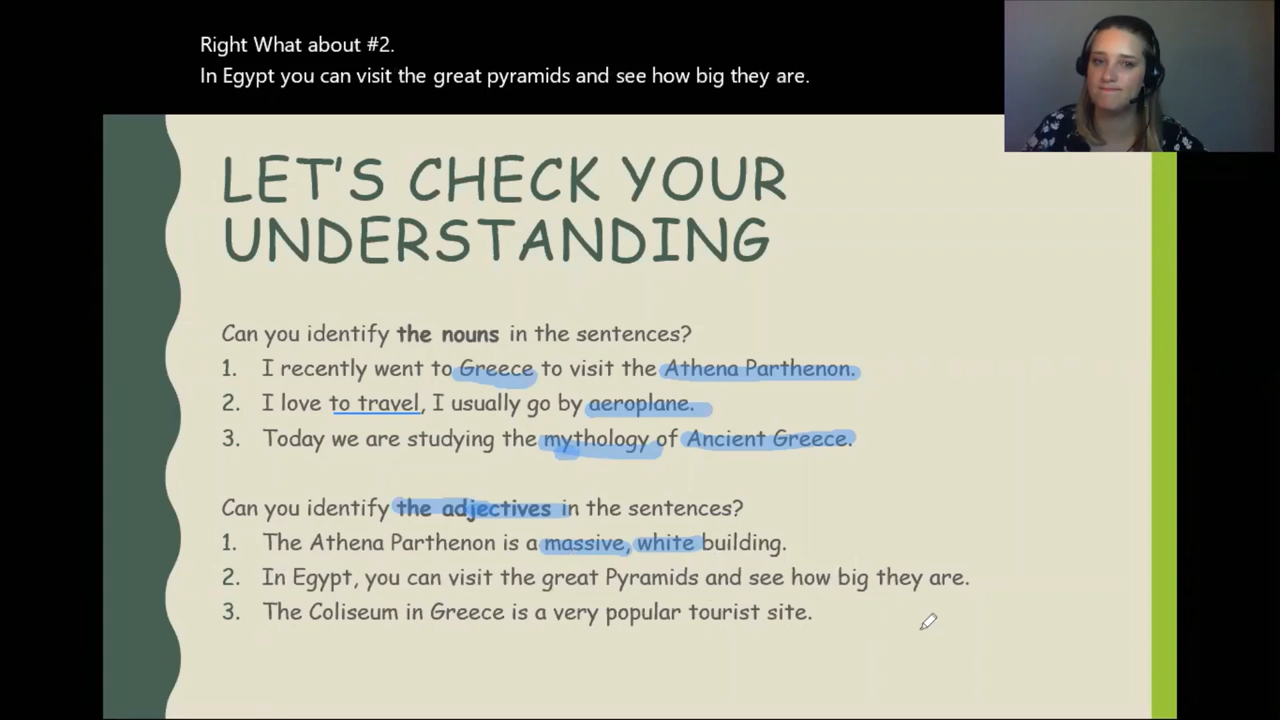 Right What about #2.
In Egypt you can visit the great pyramids and see how big they are.
LET'S CHECK YOUR
UNDERSTANDING
Can you identify the nouns in the sentences?
1. I recently went to Greece to visit the Athena Parthenon.
2. I love to travel, I usually go by aeroplane.
3. Today we are studying the mythology of Ancient Greece.
Can you identify the adjectives in the sentences?
1. The Athena Parthenon is a massive, white building.
2. In Egypt, you can visit the great Pyramids and see how big they are.
3. The Coliseum in Greece is a very popular tourist site.